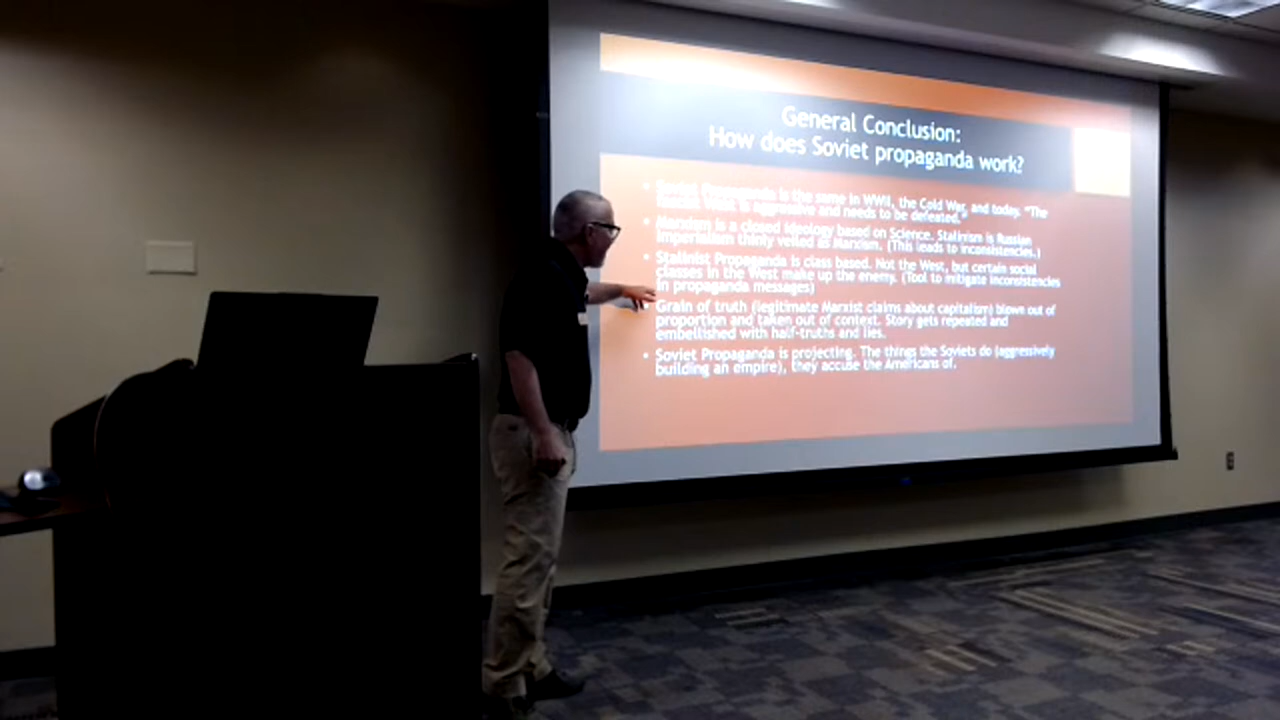 General Conclusion:
How does Soviet propaganda work?
• Soviet Propaganda is the same in WWII, the Cold War, and today. "The
West is aggressive and needs to be defeated."
• Marxism is a closed ideology based on Science. Stalinism is Russian
Imperialism thinly veiled as Marxism. (This leads to inconsistencies.)
• Stalinist Propaganda is class based. Not the West, but certain social
classes in the West make up the enemy. (Tool to mitigate inconsistencies
in propaganda messages)
• Grain of truth (legitimate Marxist claims about capitalism) blown out of
proportion and taken out of context. Story gets repeated and
embellished with half-truths and lies.
• Soviet Propaganda is projecting. The things the Soviets do (aggressively
building an empire), they accuse the Americans of.